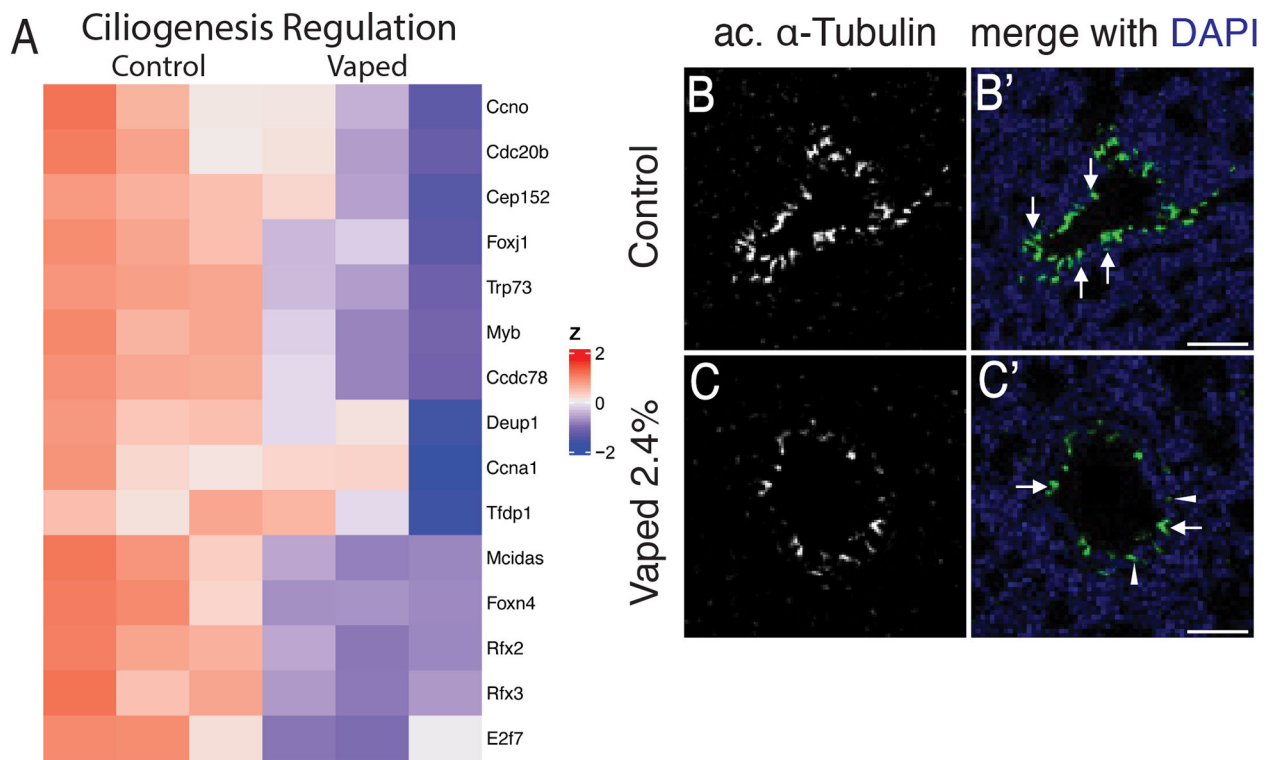 A
Ciliogenesis Regulation
Control Vaped
Ccno
Cdc20b
Cep152
Foxj1
Trp73
Myb
Ccdc78
Deup1
Ccna1
Tfdp1
Mcidas
Foxn4
Rfx2
Rfx3
E2f7
z
2
0
−2
ac. α-Tubulin merge with DAPI
Control
B B’
Vaped 2.4%
C C’